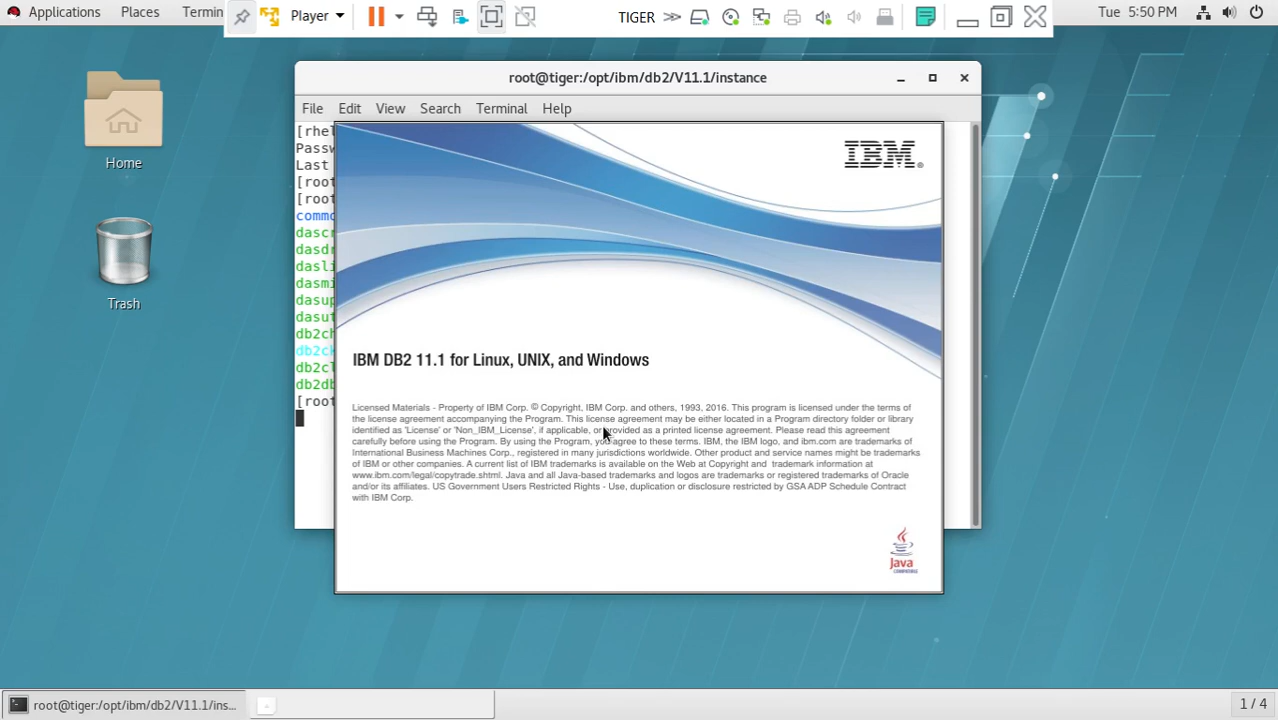 Applications Places Termin
Player
TIGER
Tue 5:50 PM
Home
Trash
root@tiger:/opt/ibm/db2/V11.1/instance
File Edit View Search Terminal Help
[rhel
Passw
Last
[root
[root
commo
dascr
dasdr
dasli
dasmi
dasup
dasut
db2ch
db2ck
db2cl
db2db
[root
IBM
IBM DB2 11.1 for Linux, UNIX, and Windows
Licensed Materials - Property of IBM Corp. © Copyright, IBM Corp. and others, 1993, 2016. This program is licensed under the terms of
the license agreement accompanying the Program. This license agreement may be either located in a Program directory folder or library
identified as 'License' or 'Non_IBM_License', if applicable, or provided as a printed license agreement. Please read this agreement
carefully before using the Program. By using the Program, you agree to these terms. IBM, the IBM logo, and ibm.com are trademarks of
International Business Machines Corp., registered in many jurisdictions worldwide. Other product and service names might be trademarks
of IBM or other companies. A current list of IBM trademarks is available on the Web at Copyright and trademark information at
www.ibm.com/legal/copytrade.shtml. Java and all Java-based trademarks and logos are trademarks or registered trademarks of Oracle
and/or its affiliates. US Government Users Restricted Rights - Use, duplication or disclosure restricted by GSA ADP Schedule Contract
with IBM Corp.
Java
COMPATIBLE
root@tiger:/opt/ibm/db2/V11.1/ins...
1 / 4